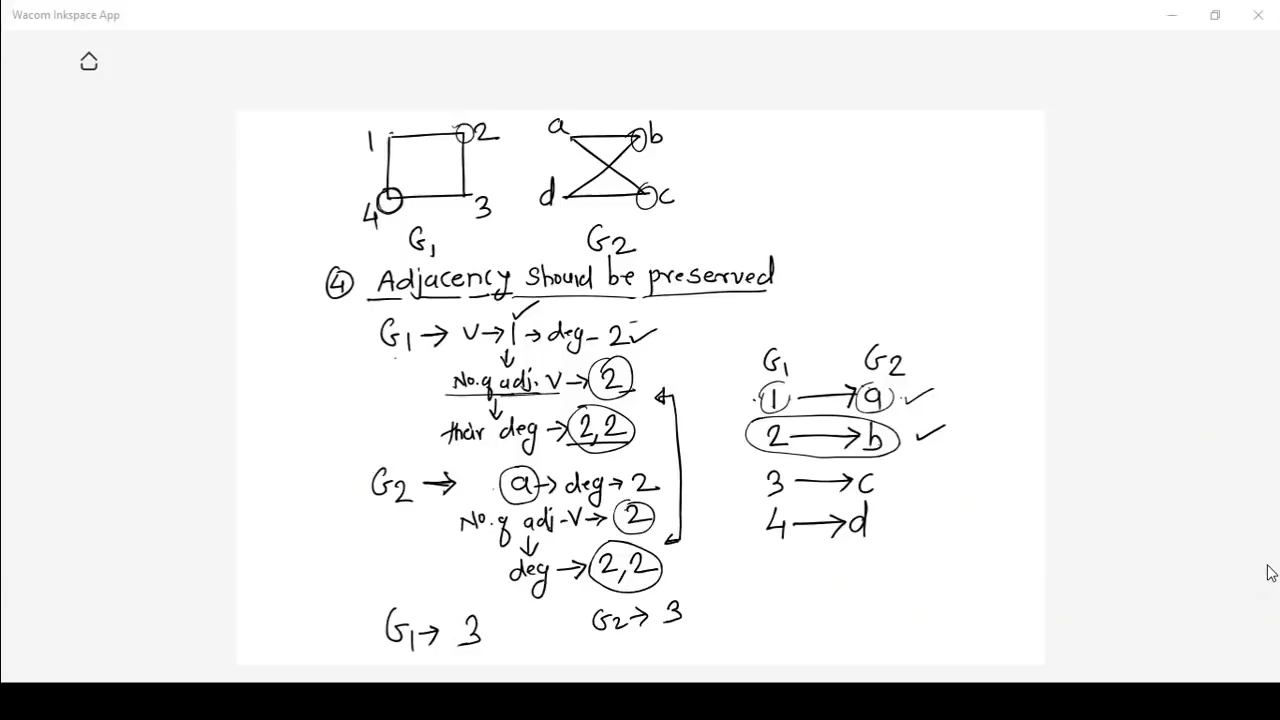 Wacom Inkspace App
1 2 a b
4 3 d c
G1 G2
④ Adjacency should be preserved
G1 → V → 1 → deg - 2 ✓
No. of adj. V → 2
their deg → 2,2
G2 → a → deg → 2
No. of adj-V → 2
deg → 2,2
G1 → 3 G2 → 3
G1 G2
1 → a ✓
2 → b ✓
3 → c
4 → d